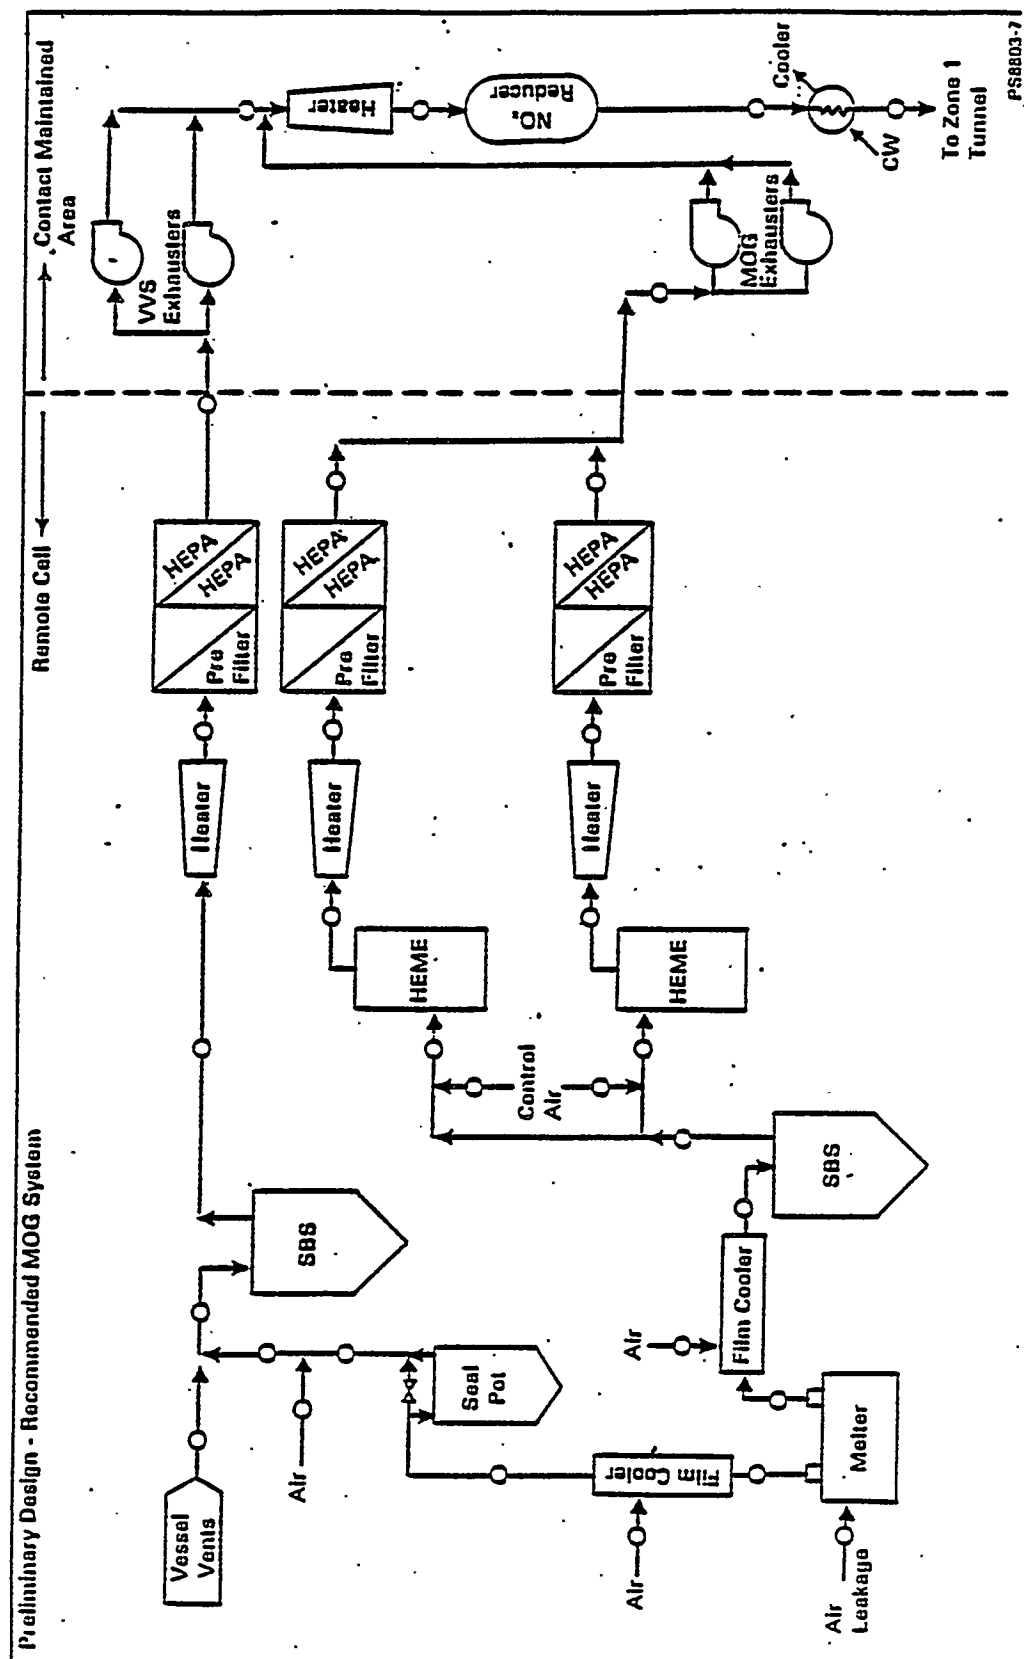 Preliminary Design - Recommended MOG System
Remote Cell
Contact Maintained
Area
Vessel
Vents
Air
SBS
Heater
Pre
Filter
HEPA
HEPA
VVS
Exhausters
Heater
NOx
Reducer
Cooler
CW
To Zone 1
Tunnel
Seal
Pot
HEME
Heater
Pre
Filter
HEPA
HEPA
Control
Air
Air
Film Cooler
HEME
Heater
Pre
Filter
HEPA
HEPA
MOG
Exhausters
Air
Film Cooler
SBS
Air
Leakage
Melter
PS8803-7